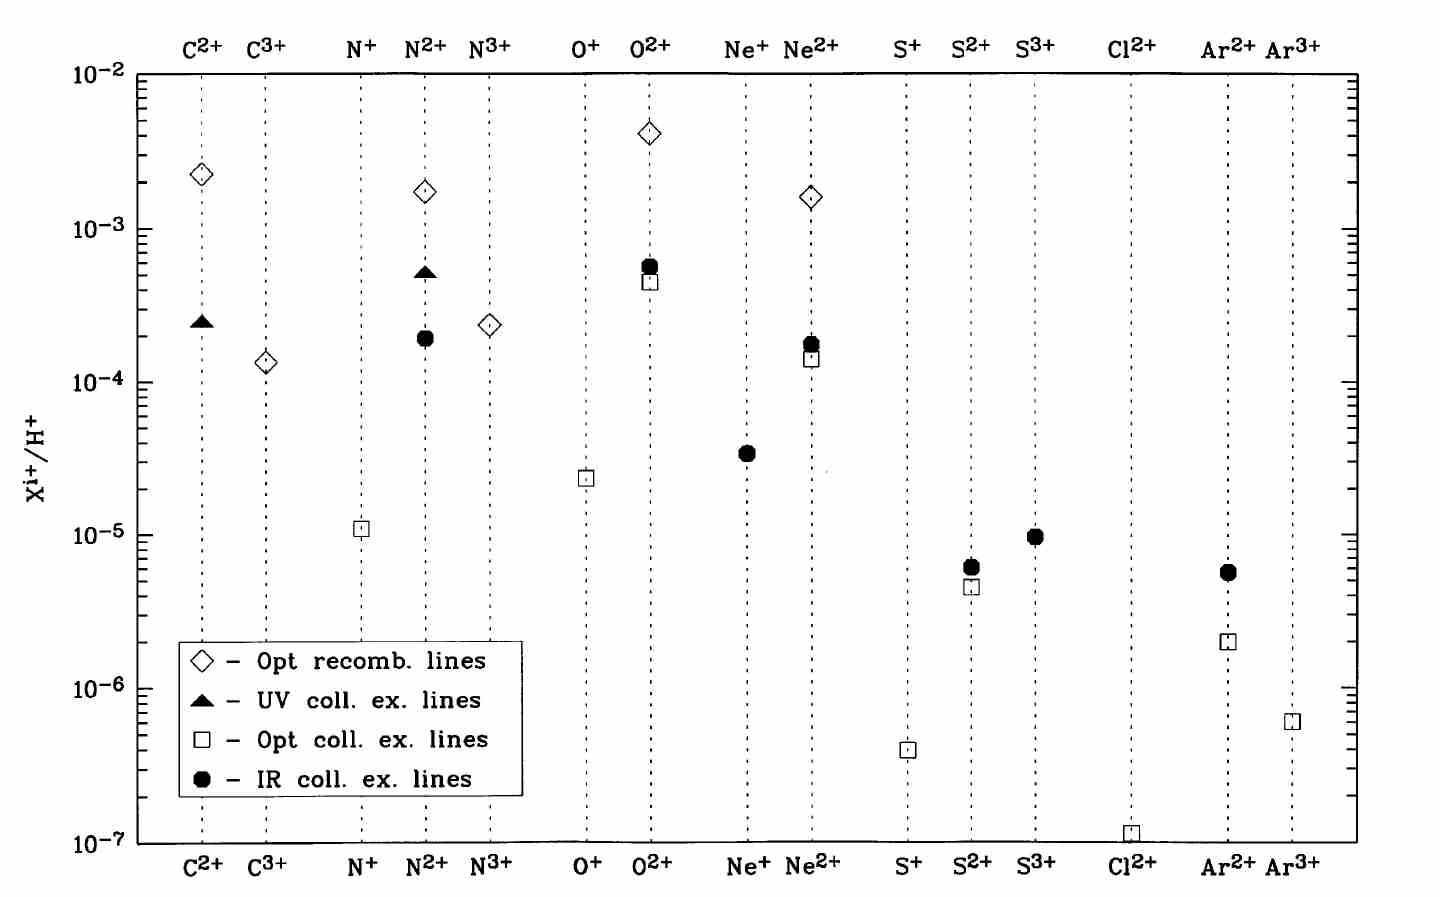 C2+ C3+ N+ N2+ N3+ O+ O2+ Ne+ Ne2+ S+ S2+ S3+ Cl2+ Ar2+ Ar3+
10−2
10−3
10−4
10−5
10−6
10−7
Xi+/H+
◇ − Opt recomb. lines
▲ − UV coll. ex. lines
□ − Opt coll. ex. lines
● − IR coll. ex. lines
C2+ C3+ N+ N2+ N3+ O+ O2+ Ne+ Ne2+ S+ S2+ S3+ Cl2+ Ar2+ Ar3+